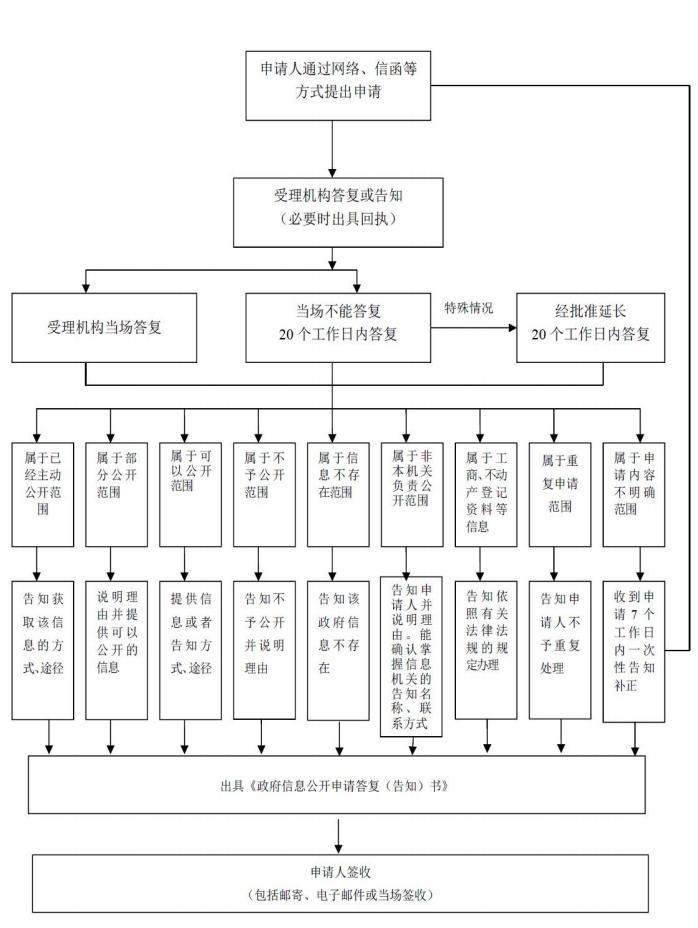 申请人通过网络、信函等
方式提出申请
受理机构答复或告知
（必要时出具回执）
受理机构当场答复
当场不能答复
20 个工作日内答复
特殊情况
经批准延长
20 个工作日内答复
属于已
经主动
公开范
围
属于部
分公开
范围
属于可
以公开
范围
属于不
予公开
范围
属于信
息不存
在范围
属于非
本机关
负责公
开范围
属于工
商、不动
产登记
资料等
信息
属于重
复申请
范围
属于申
请内容
不明确
范围
告知获
取该信
息的方
式、途径
说明理
由并提
供可以
公开的
信息
提供信
息或者
告知方
式、途径
告知不
予公开
并说明
理由
告知该
政府信
息不存
在
告知申
请人并
说明理
由。能
确认掌
握信息
机关的
告知名
称、联
系方式
告知依
照有关
法律法
规的规
定办理
告知申
请人不
予重复
处理
收到申
请 7 个
工作日
内一次
性告知
补正
出具《政府信息公开申请答复（告知）书》
申请人签收
（包括邮寄、电子邮件或当场签收）